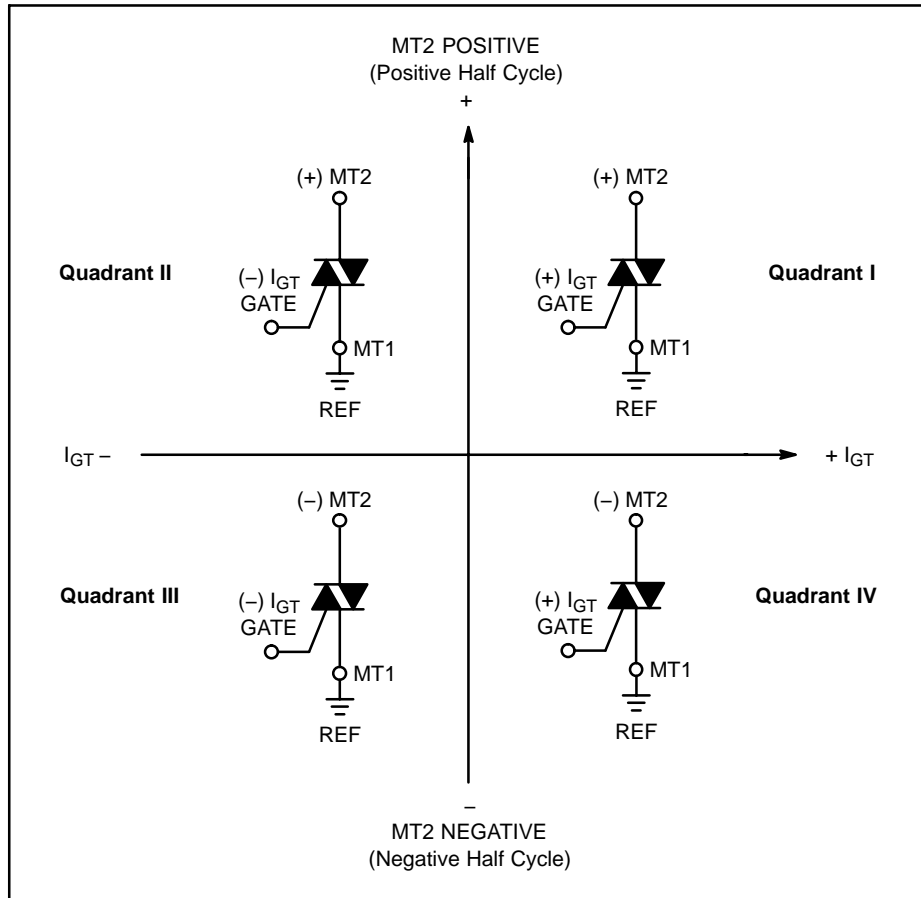 MT2 POSITIVE
(Positive Half Cycle)
+
(+) MT2
(+) MT2
Quadrant II
(–) IGT
GATE
(+) IGT
GATE
Quadrant I
MT1
MT1
REF
REF
IGT –
+ IGT
(–) MT2
(–) MT2
Quadrant III
(–) IGT
GATE
(+) IGT
GATE
Quadrant IV
MT1
MT1
REF
REF
–
MT2 NEGATIVE
(Negative Half Cycle)